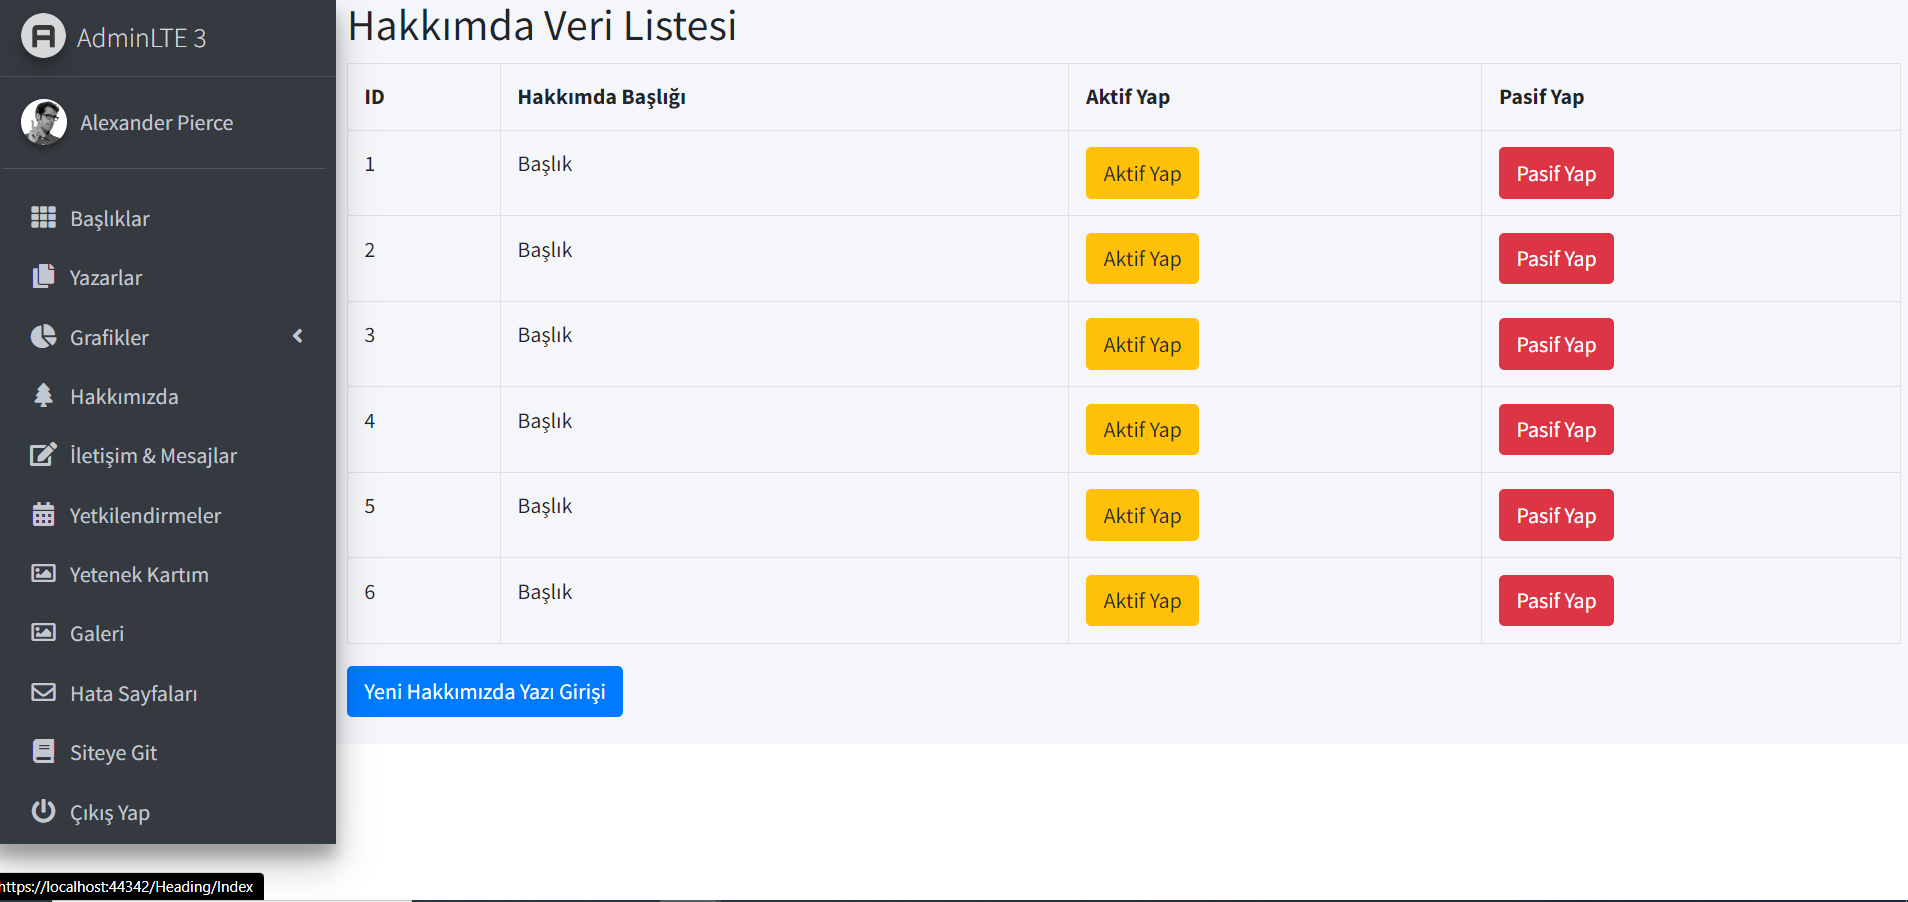 AdminLTE 3
Alexander Pierce
Başlıklar
Yazarlar
Grafikler
Hakkımızda
İletişim & Mesajlar
Yetkilendirmeler
Yetenek Kartım
Galeri
Hata Sayfaları
Siteye Git
Çıkış Yap
Hakkımda Veri Listesi
ID Hakkımda Başlığı Aktif Yap Pasif Yap
1 Başlık Aktif Yap Pasif Yap
2 Başlık Aktif Yap Pasif Yap
3 Başlık Aktif Yap Pasif Yap
4 Başlık Aktif Yap Pasif Yap
5 Başlık Aktif Yap Pasif Yap
6 Başlık Aktif Yap Pasif Yap
Yeni Hakkımızda Yazı Girişi
https://localhost:44342/Heading/Index